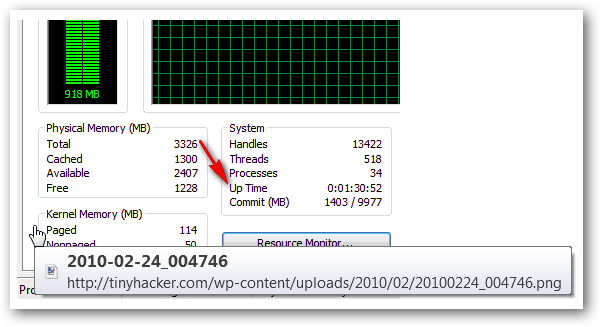 918 MB
Physical Memory (MB)
Total 3326
Cached 1300
Available 2407
Free 1228
System
Handles 13422
Threads 518
Processes 34
Up Time 0:01:30:52
Commit (MB) 1403 / 9977
Kernel Memory (MB)
Paged 114
Nonpaged 50
Resource Monitor...
2010-02-24_004746
http://tinyhacker.com/wp-content/uploads/2010/02/20100224_004746.png